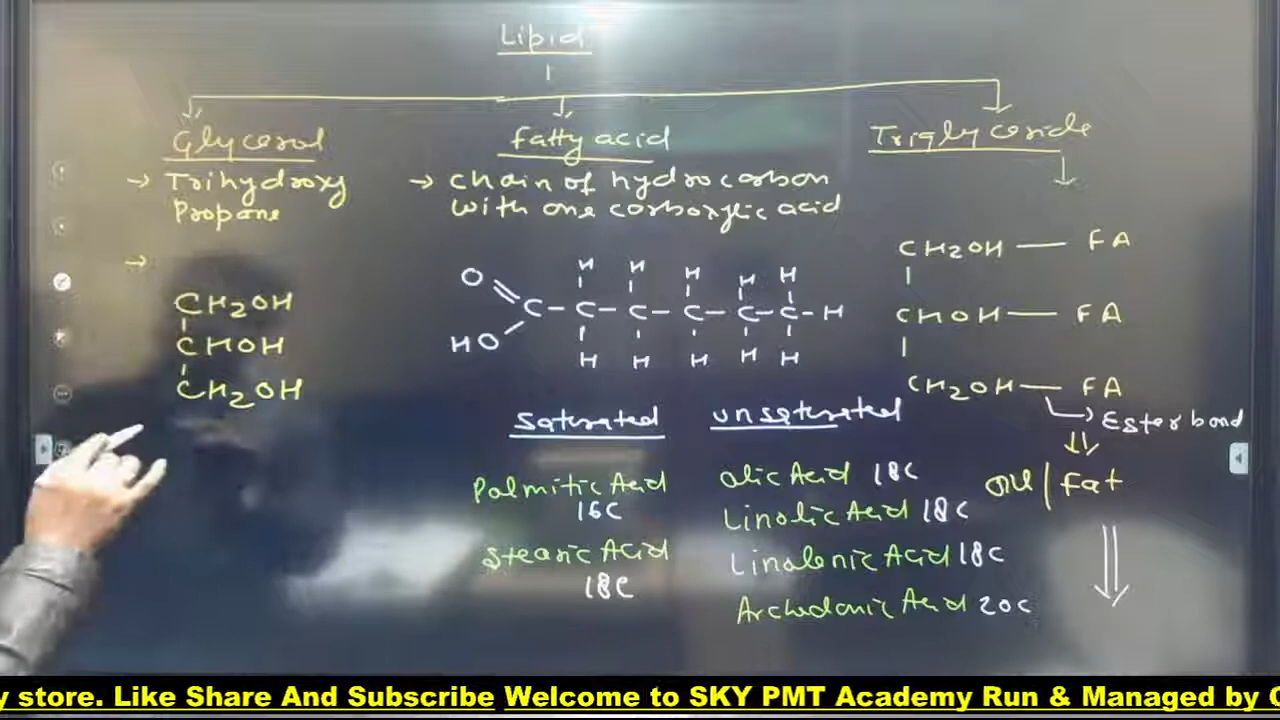 Lipid
Glycerol
→ Trihydroxy
Propane
→
CH2OH
CHOH
CH2OH
Fatty acid
→ Chain of hydrocarbon
with one carboxylic acid
H H H H H
O
C - C - C - C - C - C - H
HO
H H H H H
Saturated
Palmitic Acid
16C
Stearic Acid
18C
unsaturated
olic Acid 18C
Linolic Acid 18C
Linolenic Acid 18C
Archedonic Acid 20C
Triglyceride
CH2OH — FA
CHOH — FA
CH2OH — FA
→ Ester bond
Oil / Fat
y store. Like Share And Subscribe Welcome to SKY PMT Academy Run & Managed by